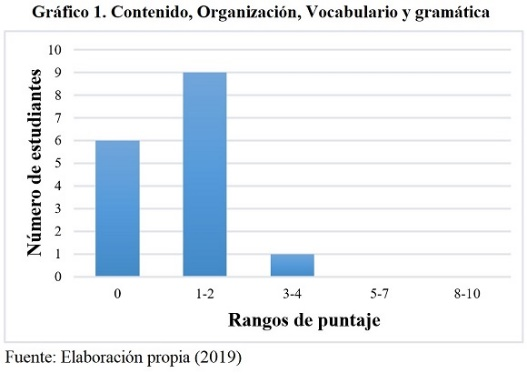 Gráfico 1. Contenido, Organización, Vocabulario y gramática
Número de estudiantes
10
9
8
7
6
5
4
3
2
1
0
0 1-2 3-4 5-7 8-10
Rangos de puntaje
Fuente: Elaboración propia (2019)